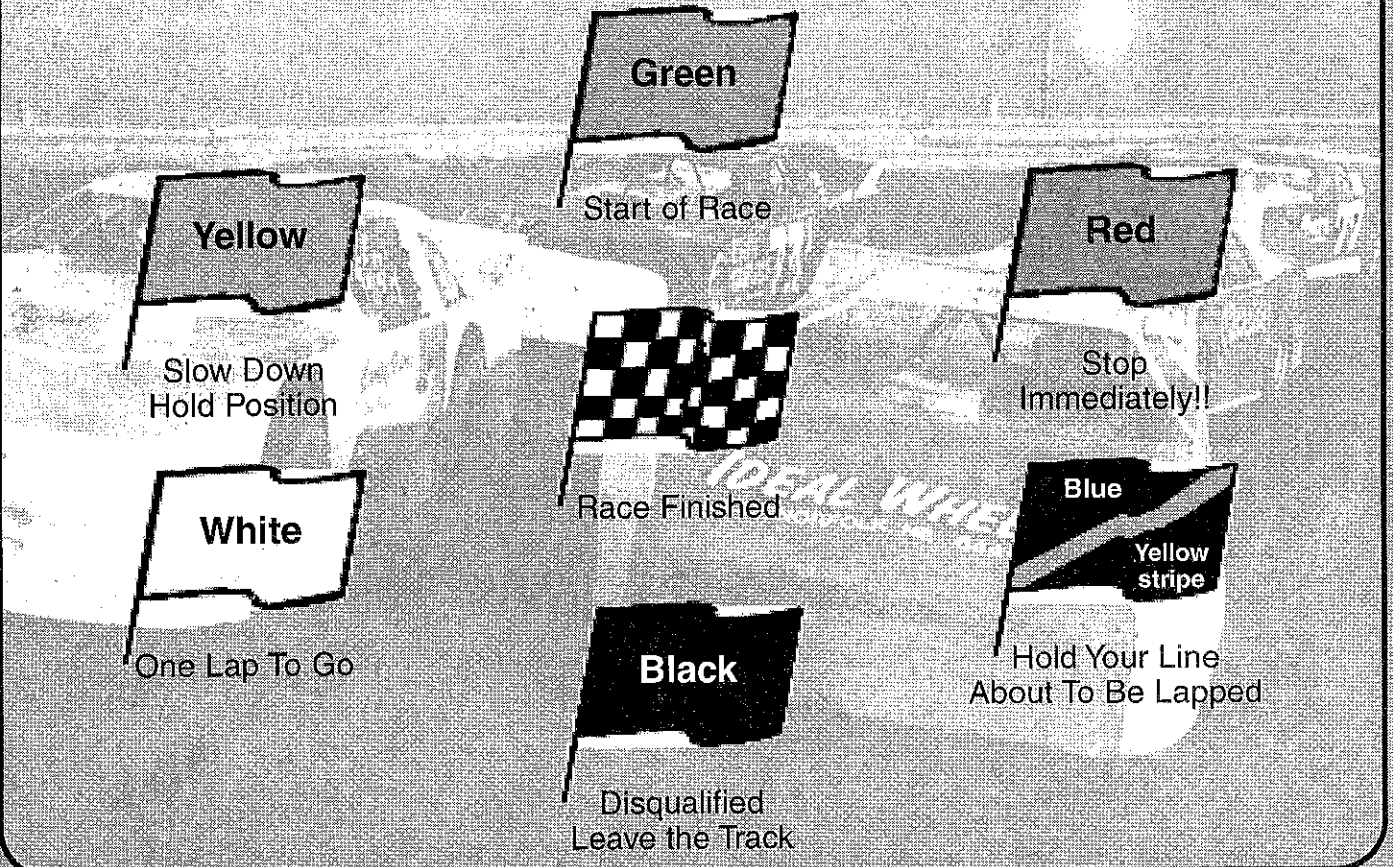 Green
Start of Race
Yellow
Slow Down
Hold Position
Red
Stop
Immediately!!
Race Finished
White
One Lap To Go
Blue
Yellow
stripe
Hold Your Line
About To Be Lapped
Black
Disqualified
Leave the Track
IDEAL